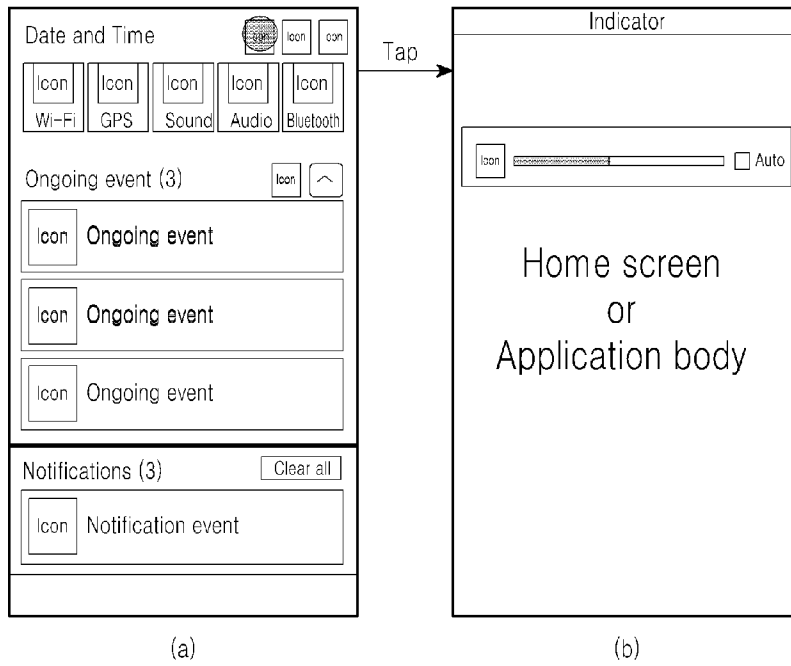 Date and Time
Icon
Icon
Icon
Icon
Icon
Icon
Icon
Wi-Fi
GPS
Sound
Audio
Bluetooth
Ongoing event (3)
Icon
Icon
Ongoing event
Icon
Ongoing event
Icon
Ongoing event
Notifications (3)
Clear all
Icon
Notification event
(a)
Tap
Indicator
Icon
Auto
Home screen
or
Application body
(b)